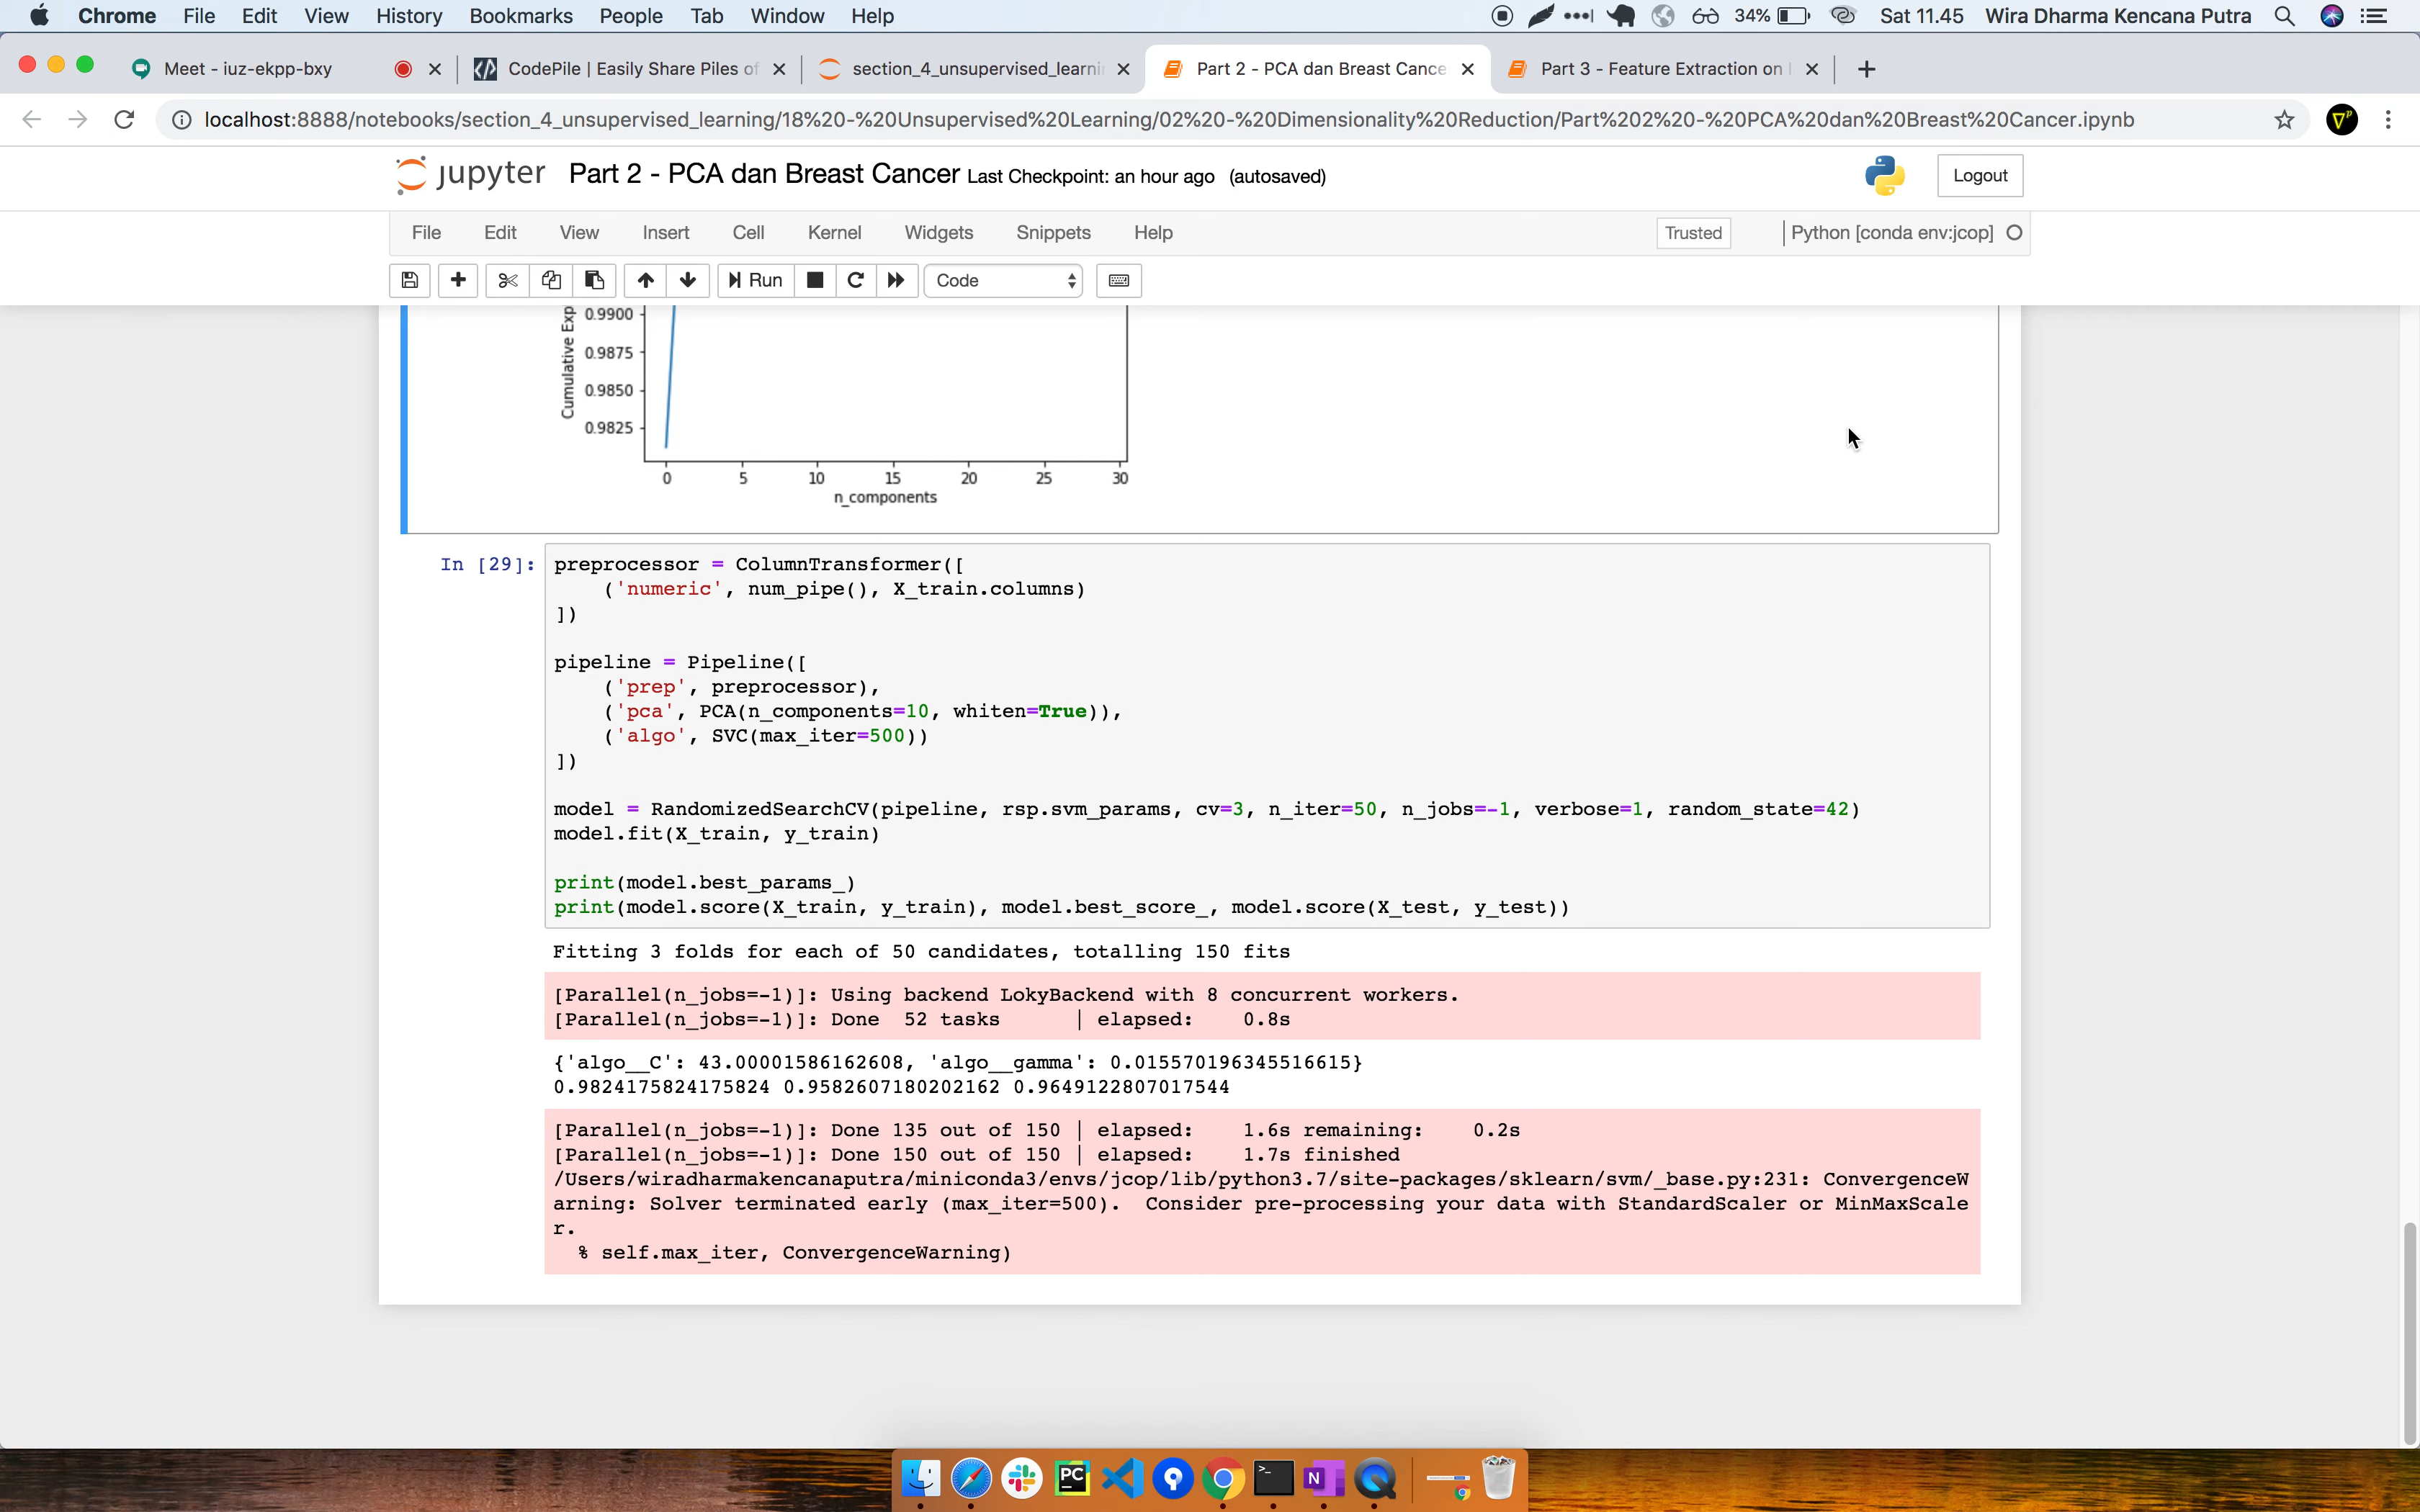 Chrome File Edit View History Bookmarks People Tab Window Help 34% Sat 11.45 Wira Dharma Kencana Putra
Meet - iuz-ekpp-bxy CodePile | Easily Share Piles of section_4_unsupervised_learni Part 2 - PCA dan Breast Cance Part 3 - Feature Extraction on
localhost:8888/notebooks/section_4_unsupervised_learning/18%20-%20Unsupervised%20Learning/02%20-%20Dimensionality%20Reduction/Part%202%20-%20PCA%20dan%20Breast%20Cancer.ipynb
jupyter Part 2 - PCA dan Breast Cancer Last Checkpoint: an hour ago (autosaved) Logout
File Edit View Insert Cell Kernel Widgets Snippets Help Trusted Python [conda env:jcop]
Run Code
Cumulative Exp
0.9900
0.9875
0.9850
0.9825
0 5 10 15 20 25 30
n_components
In [29]: preprocessor = ColumnTransformer([
('numeric', num_pipe(), X_train.columns)
])
pipeline = Pipeline([
('prep', preprocessor),
('pca', PCA(n_components=10, whiten=True)),
('algo', SVC(max_iter=500))
])
model = RandomizedSearchCV(pipeline, rsp.svm_params, cv=3, n_iter=50, n_jobs=-1, verbose=1, random_state=42)
model.fit(X_train, y_train)
print(model.best_params_)
print(model.score(X_train, y_train), model.best_score_, model.score(X_test, y_test))
Fitting 3 folds for each of 50 candidates, totalling 150 fits
[Parallel(n_jobs=-1)]: Using backend LokyBackend with 8 concurrent workers.
[Parallel(n_jobs=-1)]: Done 52 tasks | elapsed: 0.8s
{'algo__C': 43.00001586162608, 'algo__gamma': 0.015570196345516615}
0.9824175824175824 0.9582607180202162 0.9649122807017544
[Parallel(n_jobs=-1)]: Done 135 out of 150 | elapsed: 1.6s remaining: 0.2s
[Parallel(n_jobs=-1)]: Done 150 out of 150 | elapsed: 1.7s finished
/Users/wiradharmakencanaputra/miniconda3/envs/jcop/lib/python3.7/site-packages/sklearn/svm/_base.py:231: ConvergenceW
arning: Solver terminated early (max_iter=500). Consider pre-processing your data with StandardScaler or MinMaxScale
r.
% self.max_iter, ConvergenceWarning)
PC
N